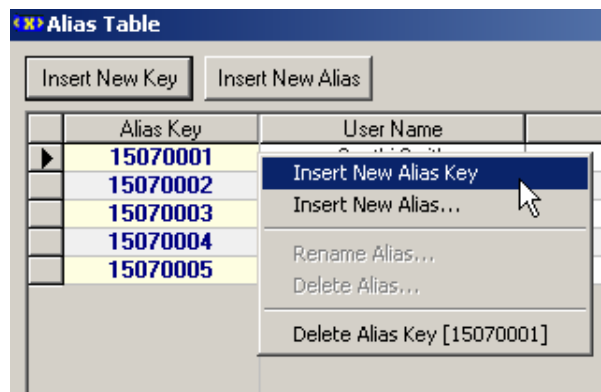 Alias Table
Insert New Key Insert New Alias
Alias Key User Name
15070001
15070002
15070003
15070004
15070005
Insert New Alias Key
Insert New Alias...
Rename Alias...
Delete Alias...
Delete Alias Key [15070001]